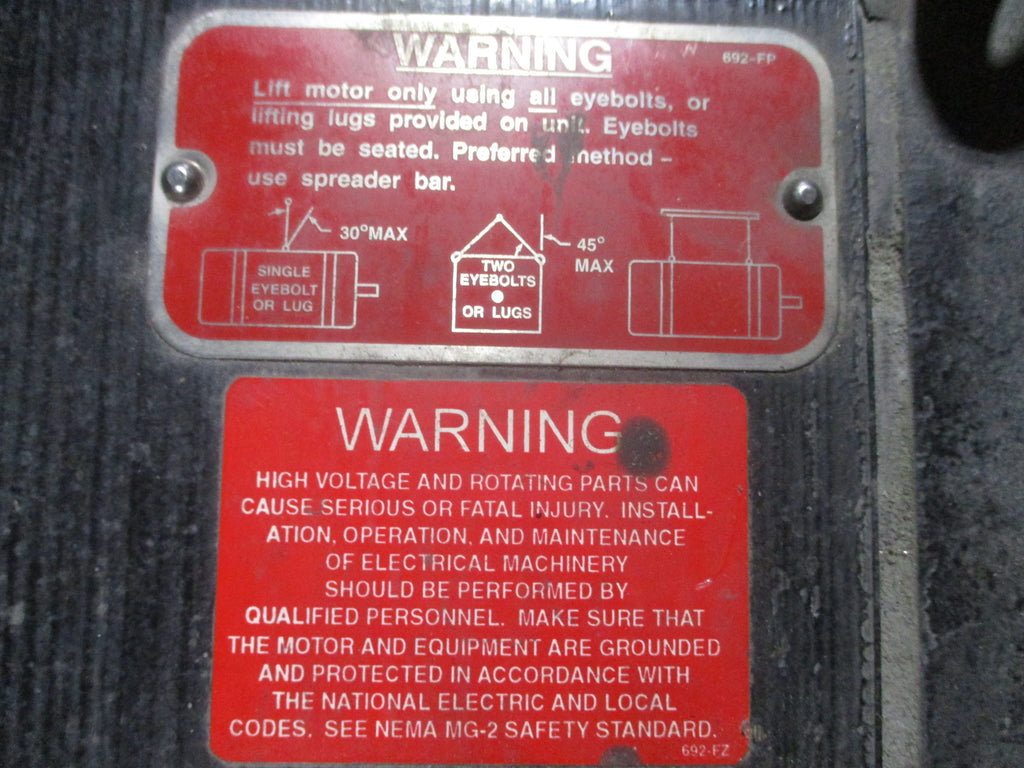 WARNING
692-FP
Lift motor only using all eyebolts, or
lifting lugs provided on unit. Eyebolts
must be seated. Preferred method –
use spreader bar.
30°MAX
SINGLE
EYEBOLT
OR LUG
45°
MAX
TWO
EYEBOLTS
OR LUGS
WARNING
HIGH VOLTAGE AND ROTATING PARTS CAN
CAUSE SERIOUS OR FATAL INJURY. INSTALL-
ATION, OPERATION, AND MAINTENANCE
OF ELECTRICAL MACHINERY
SHOULD BE PERFORMED BY
QUALIFIED PERSONNEL. MAKE SURE THAT
THE MOTOR AND EQUIPMENT ARE GROUNDED
AND PROTECTED IN ACCORDANCE WITH
THE NATIONAL ELECTRIC AND LOCAL
CODES. SEE NEMA MG-2 SAFETY STANDARD.
692-FZ